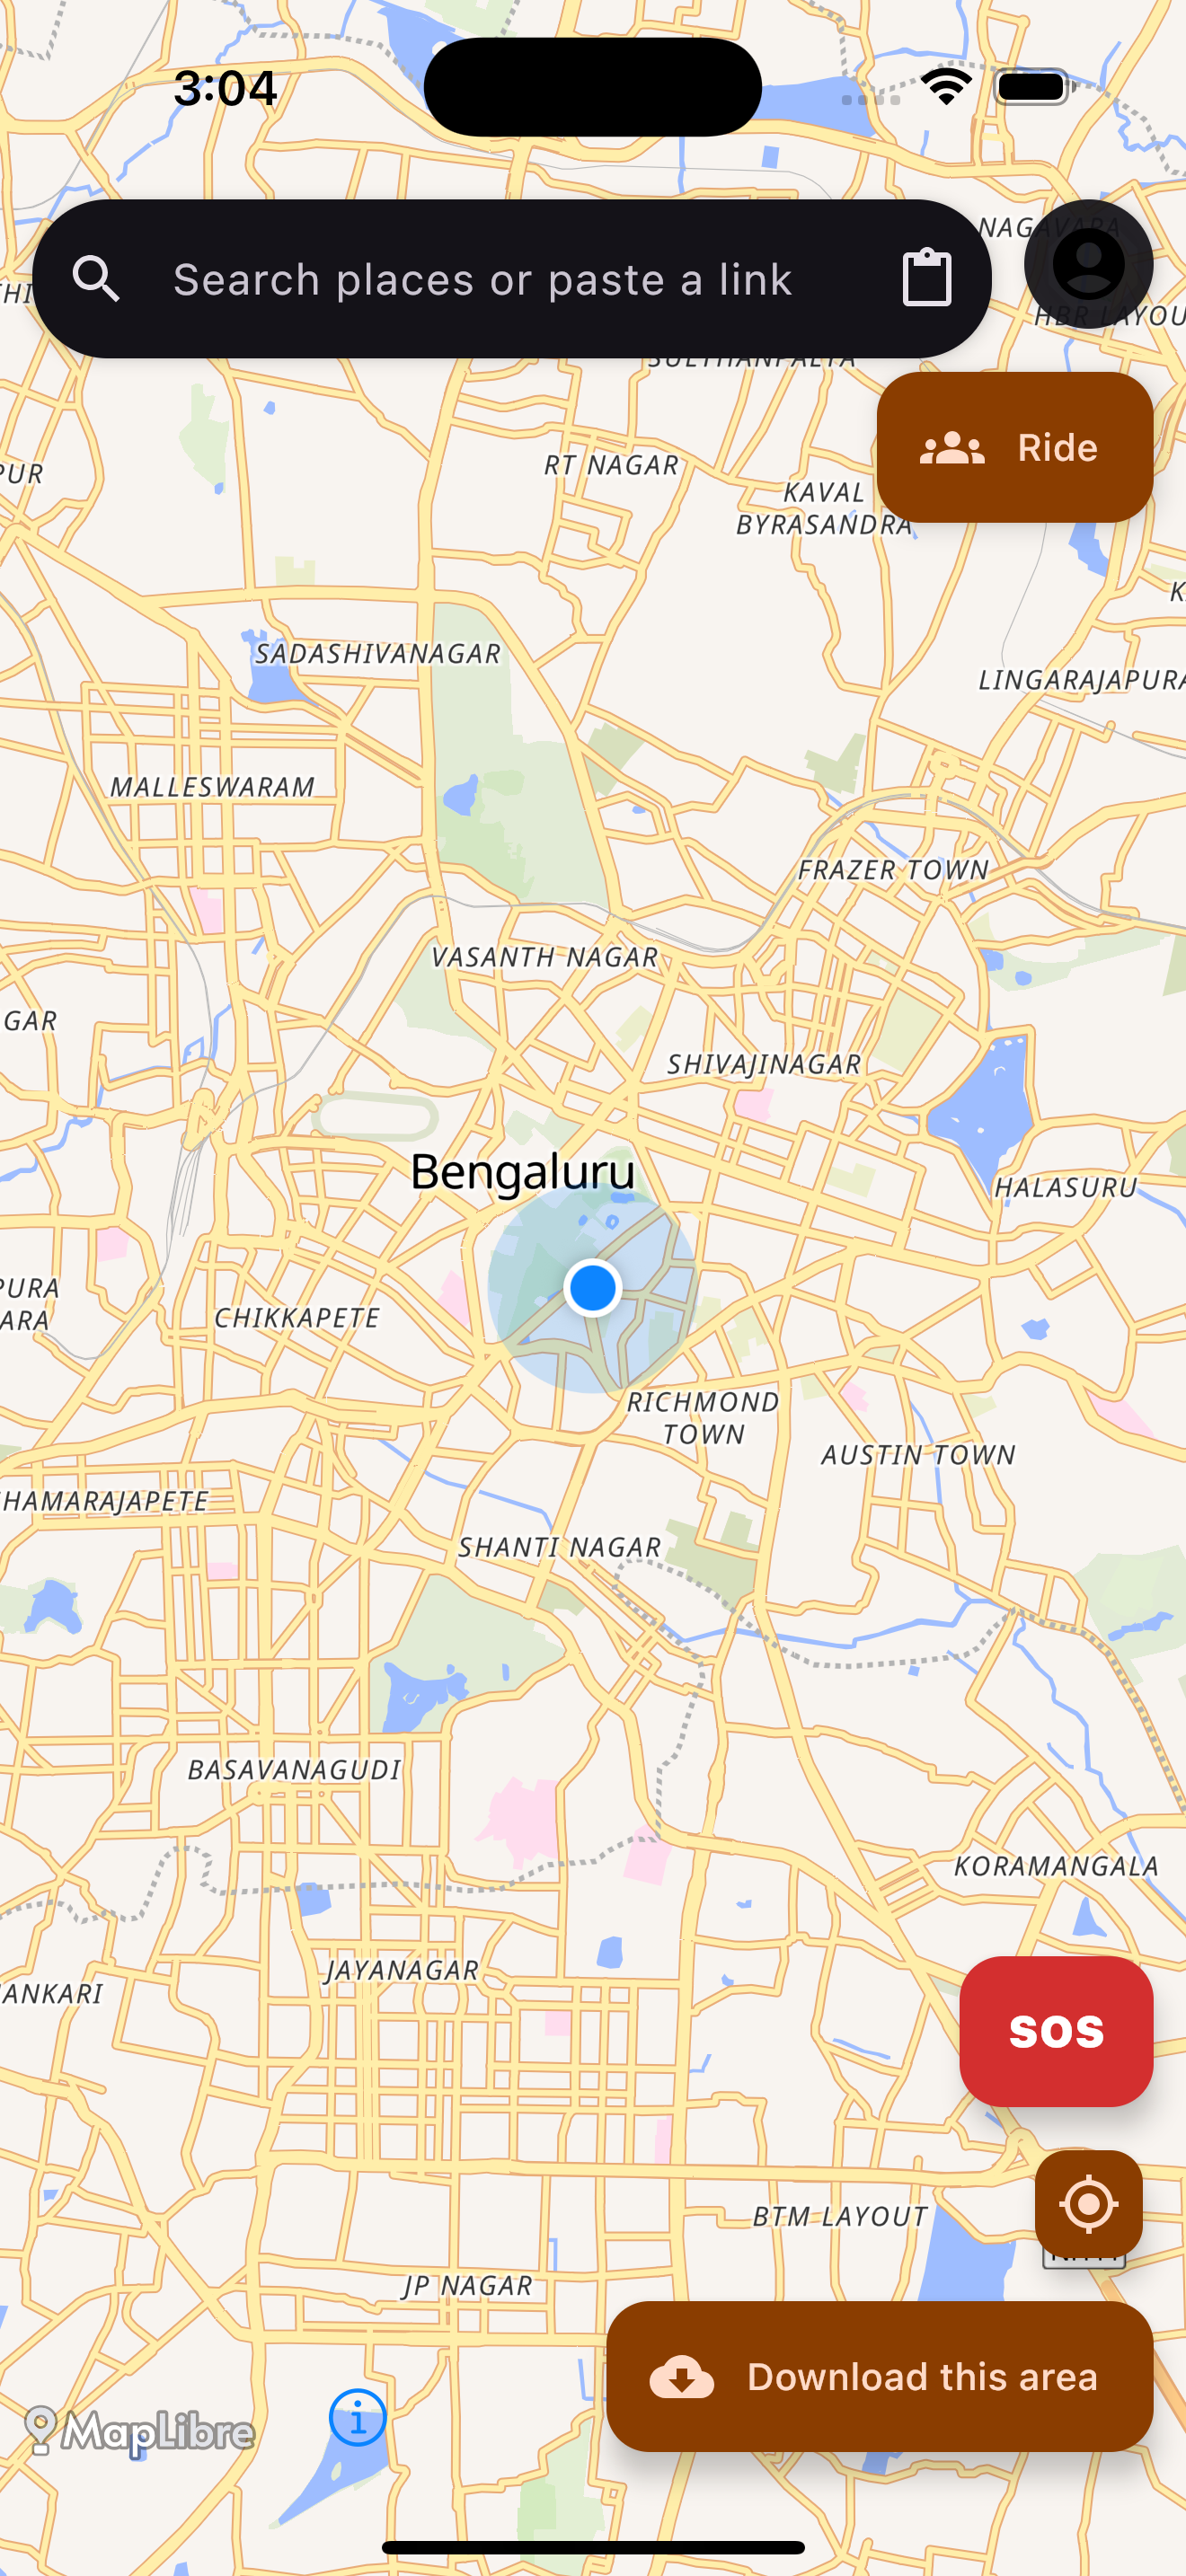 3:04
NAGAVARA
Search places or paste a link
HBR LAYOU
SULTHANPALYA
Ride
RT NAGAR
PUR
KAVAL
BYRASANDRA
SADASHIVANAGAR
LINGARAJAPURA
MALLESWARAM
FRAZER TOWN
VASANTH NAGAR
GAR
SHIVAJINAGAR
Bengaluru
HALASURU
PURA
ARA
CHIKKAPETE
RICHMOND
TOWN
AUSTIN TOWN
HAMARAJAPETE
SHANTI NAGAR
BASAVANAGUDI
KORAMANGALA
JAYANAGAR
ANKARI
SOS
BTM LAYOUT
JP NAGAR
Download this area
MapLibre